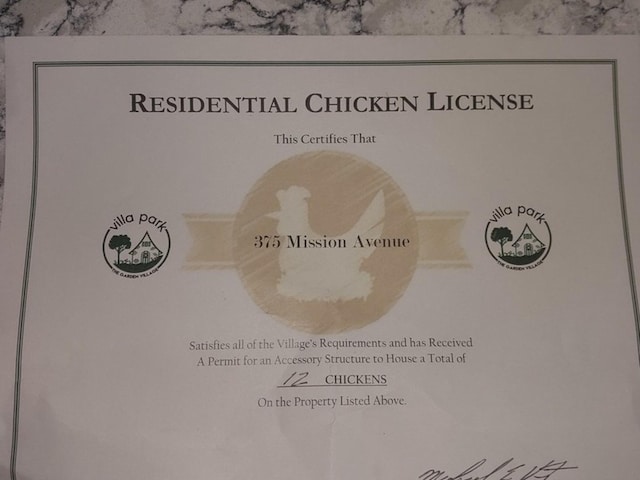 RESIDENTIAL CHICKEN LICENSE
This Certifies That
villa park
THE GARDEN VILLAGE
375 Mission Avenue
villa park
THE GARDEN VILLAGE
Satisfies all of the Village's Requirements and has Received
A Permit for an Accessory Structure to House a Total of
12 CHICKENS
On the Property Listed Above.